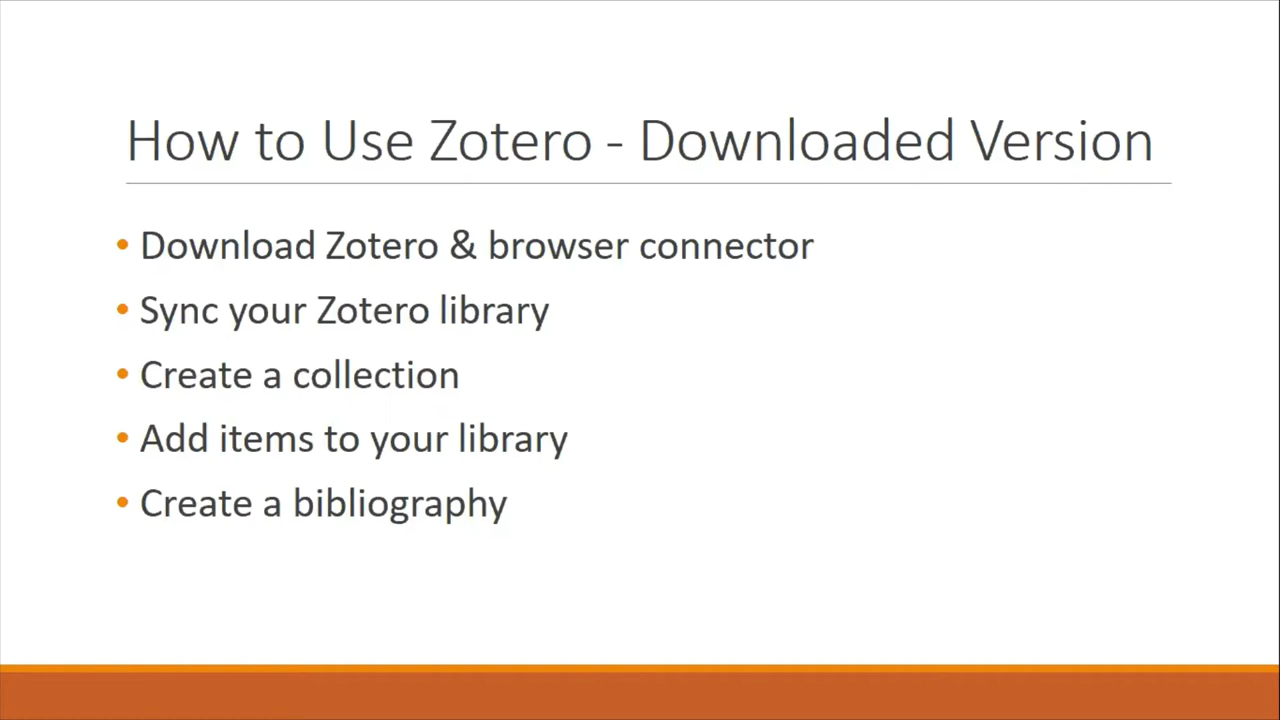 How to Use Zotero - Downloaded Version
• Download Zotero & browser connector
• Sync your Zotero library
• Create a collection
• Add items to your library
• Create a bibliography